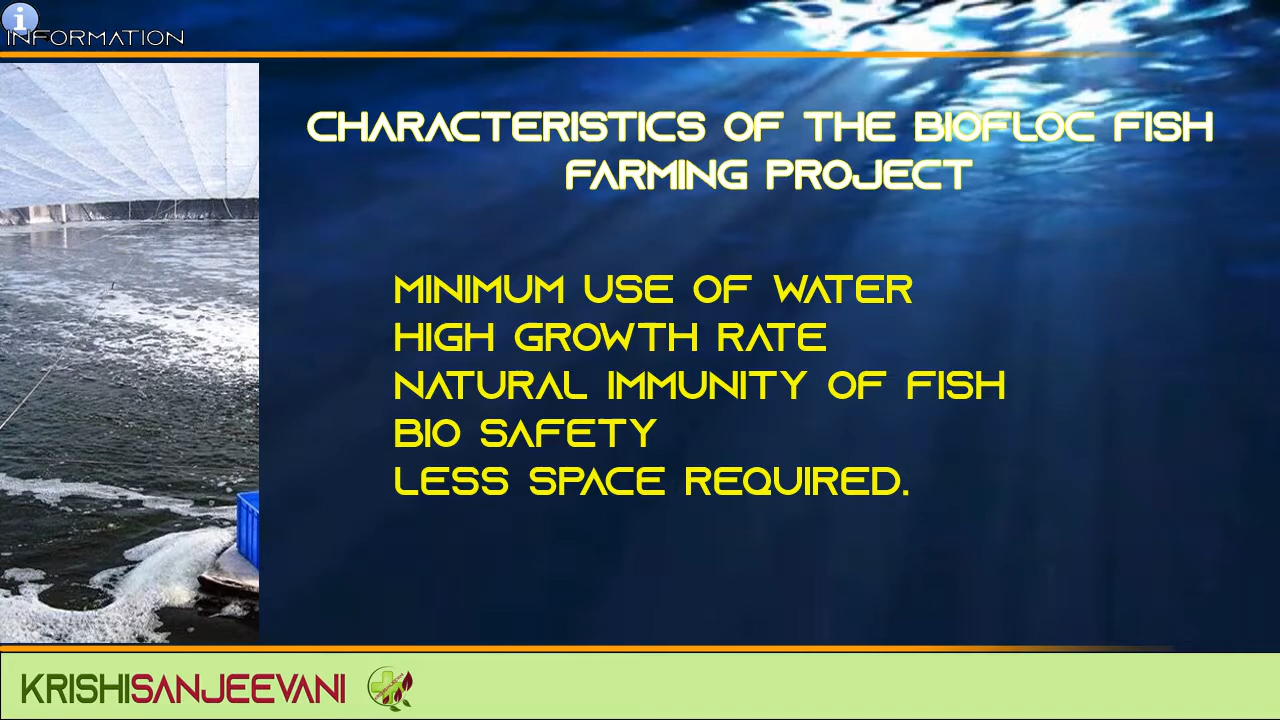 INFORMATION
CHARACTERISTICS OF THE BIOFLOC FISH
FARMING PROJECT
MINIMUM USE OF WATER
HIGH GROWTH RATE
NATURAL IMMUNITY OF FISH
BIO SAFETY
LESS SPACE REQUIRED.
KRISHISANJEEVANI